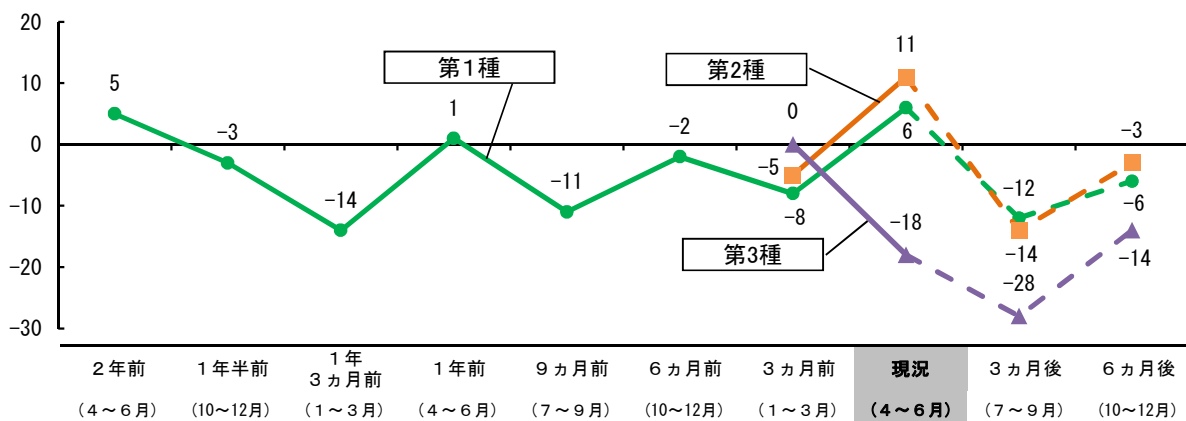 20
10
0
-10
-20
-30
第1種
第2種
第3種
5
-3
-14
1
-11
-2
-8
6
-12
-6
-5
11
-14
-3
0
-18
-28
-14
２年前
（４～６月）
１年半前
（10～12月）
１年
３ヵ月前
（１～３月）
１年前
（４～６月）
９ヵ月前
（７～９月）
６ヵ月前
（10～12月）
３ヵ月前
（１～３月）
現況
（４～６月）
３ヵ月後
（７～９月）
６ヵ月後
（10～12月）